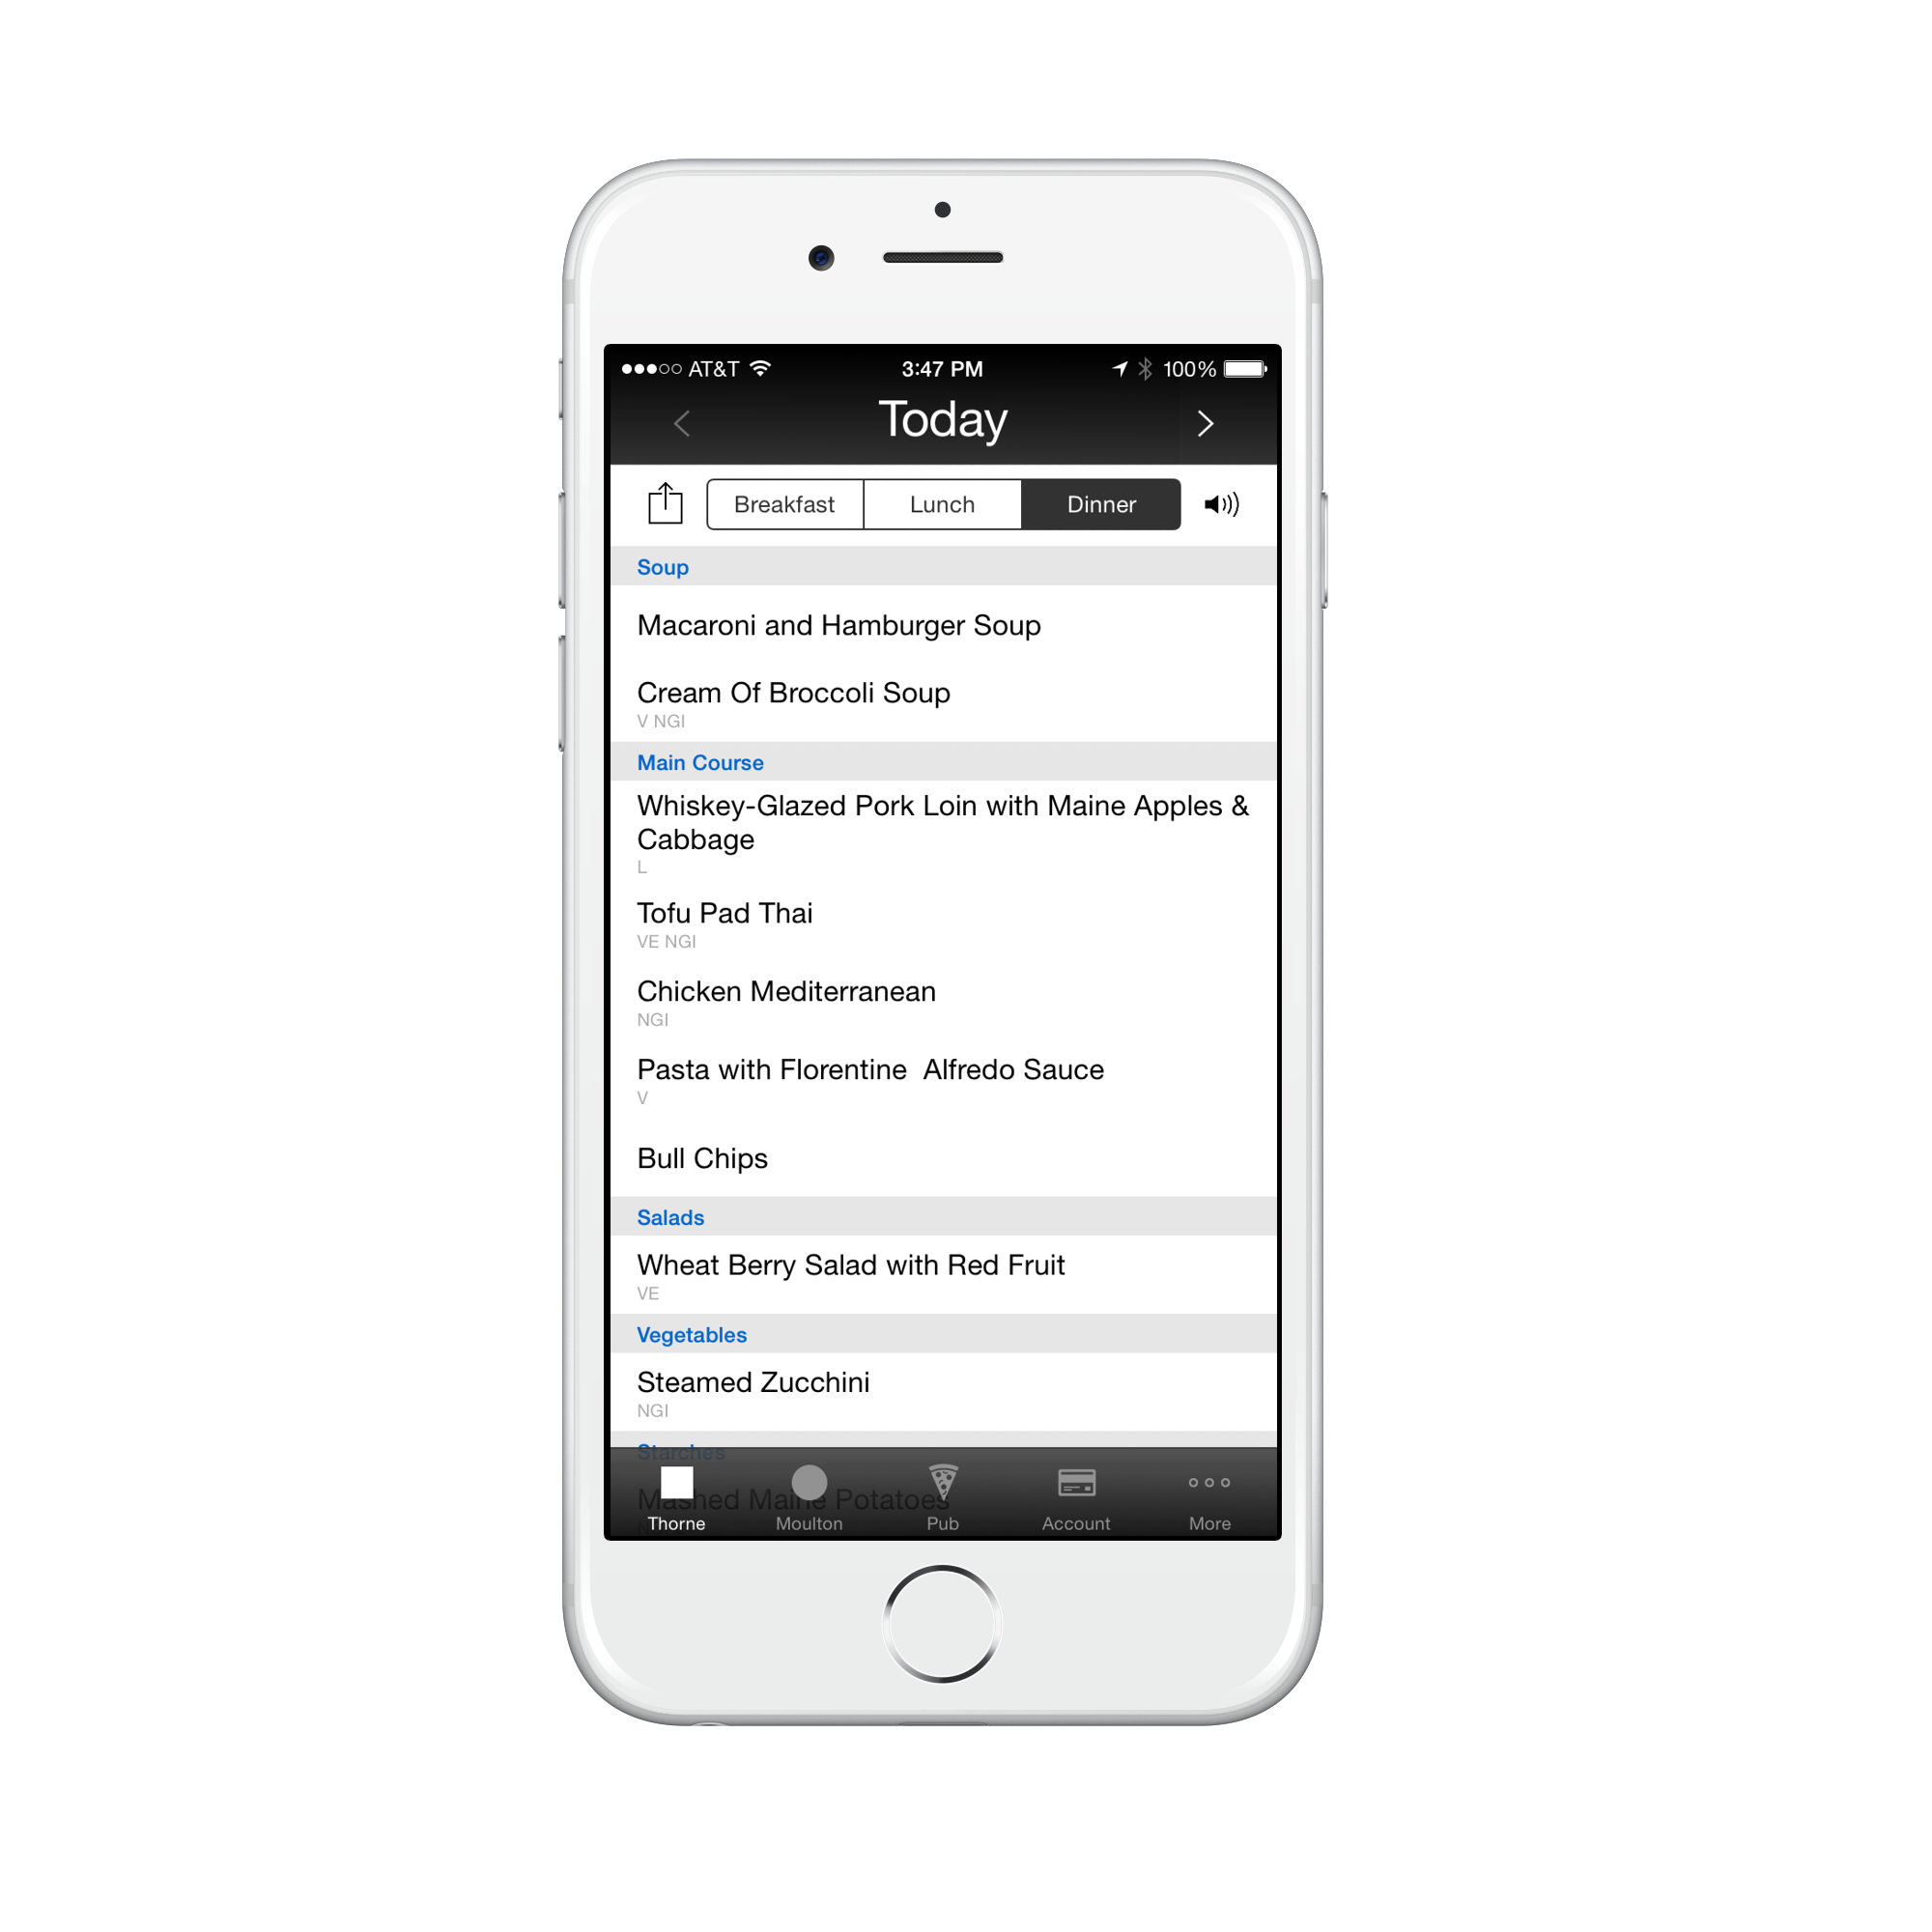 AT&T 3:47 PM 100%
Today
Breakfast Lunch Dinner
Soup
Macaroni and Hamburger Soup
Cream Of Broccoli Soup
V NGI
Main Course
Whiskey-Glazed Pork Loin with Maine Apples &
Cabbage
L
Tofu Pad Thai
VE NGI
Chicken Mediterranean
NGI
Pasta with Florentine  Alfredo Sauce
V
Bull Chips
Salads
Wheat Berry Salad with Red Fruit
VE
Vegetables
Steamed Zucchini
NGI
Starches
Mashed Maine Potatoes
Thorne Moulton Pub Account More